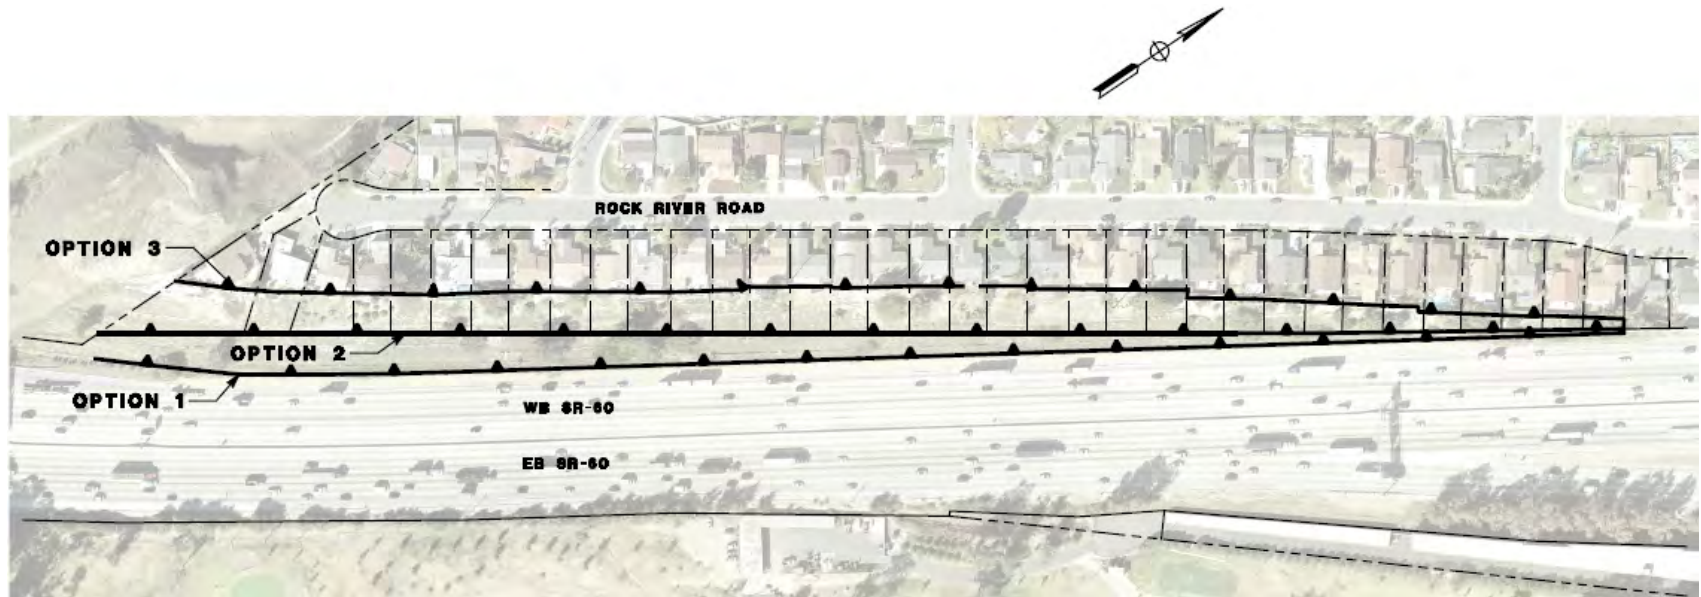 ROCK RIVER ROAD
OPTION 3
OPTION 2
OPTION 1
WB SR-60
EB SR-60